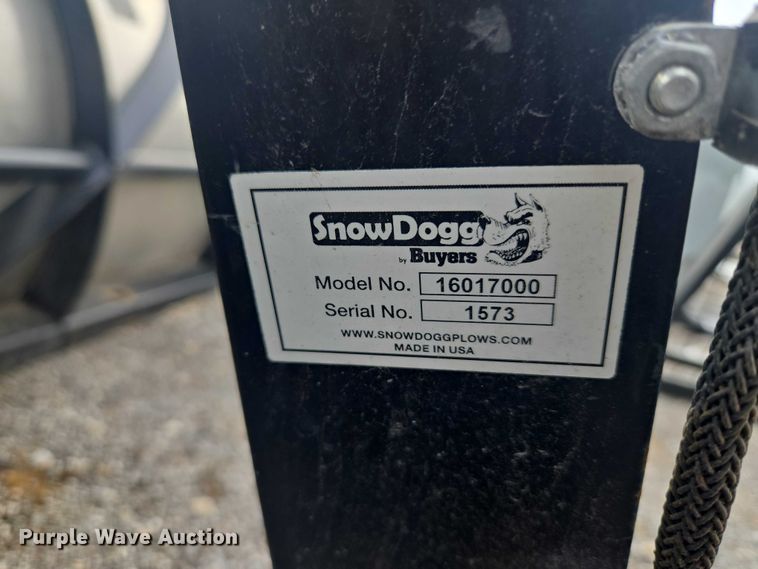 SnowDogg
by Buyers
Model No. 16017000
Serial No. 1573
WWW.SNOWDOGGPLOWS.COM
MADE IN USA
Purple Wave Auction